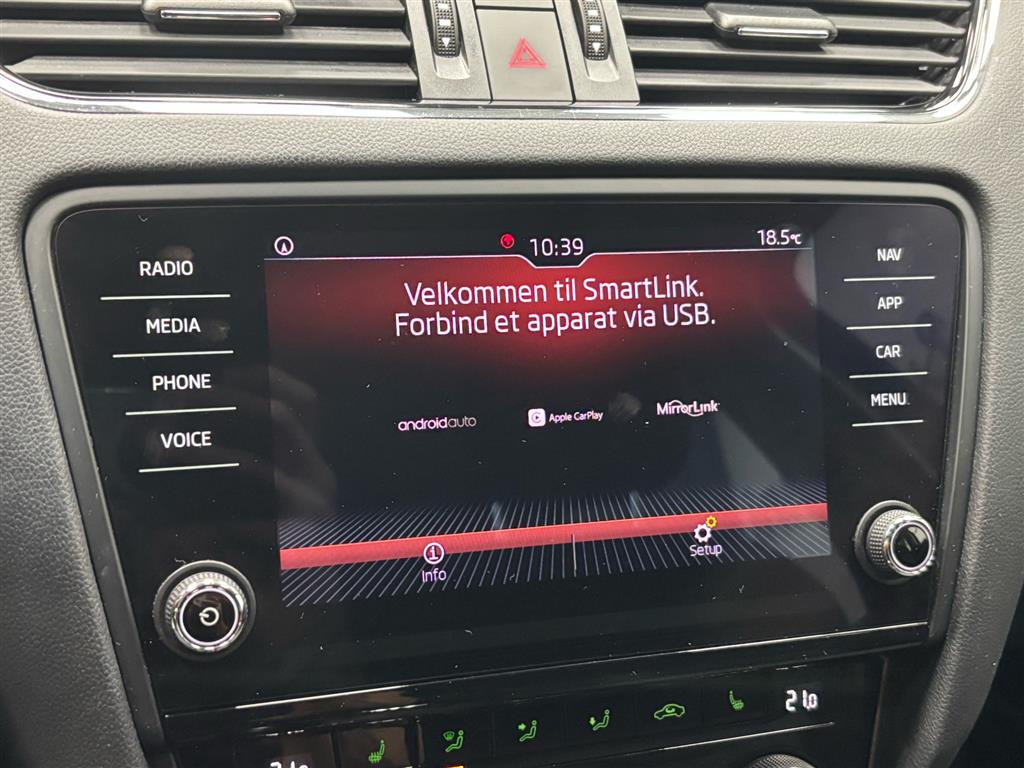 10:39
18.5°C
RADIO
MEDIA
PHONE
VOICE
Velkommen til SmartLink.
Forbind et apparat via USB.
androidauto
Apple CarPlay
MirrorLink
Info
Setup
NAV
APP
CAR
MENU
21.0